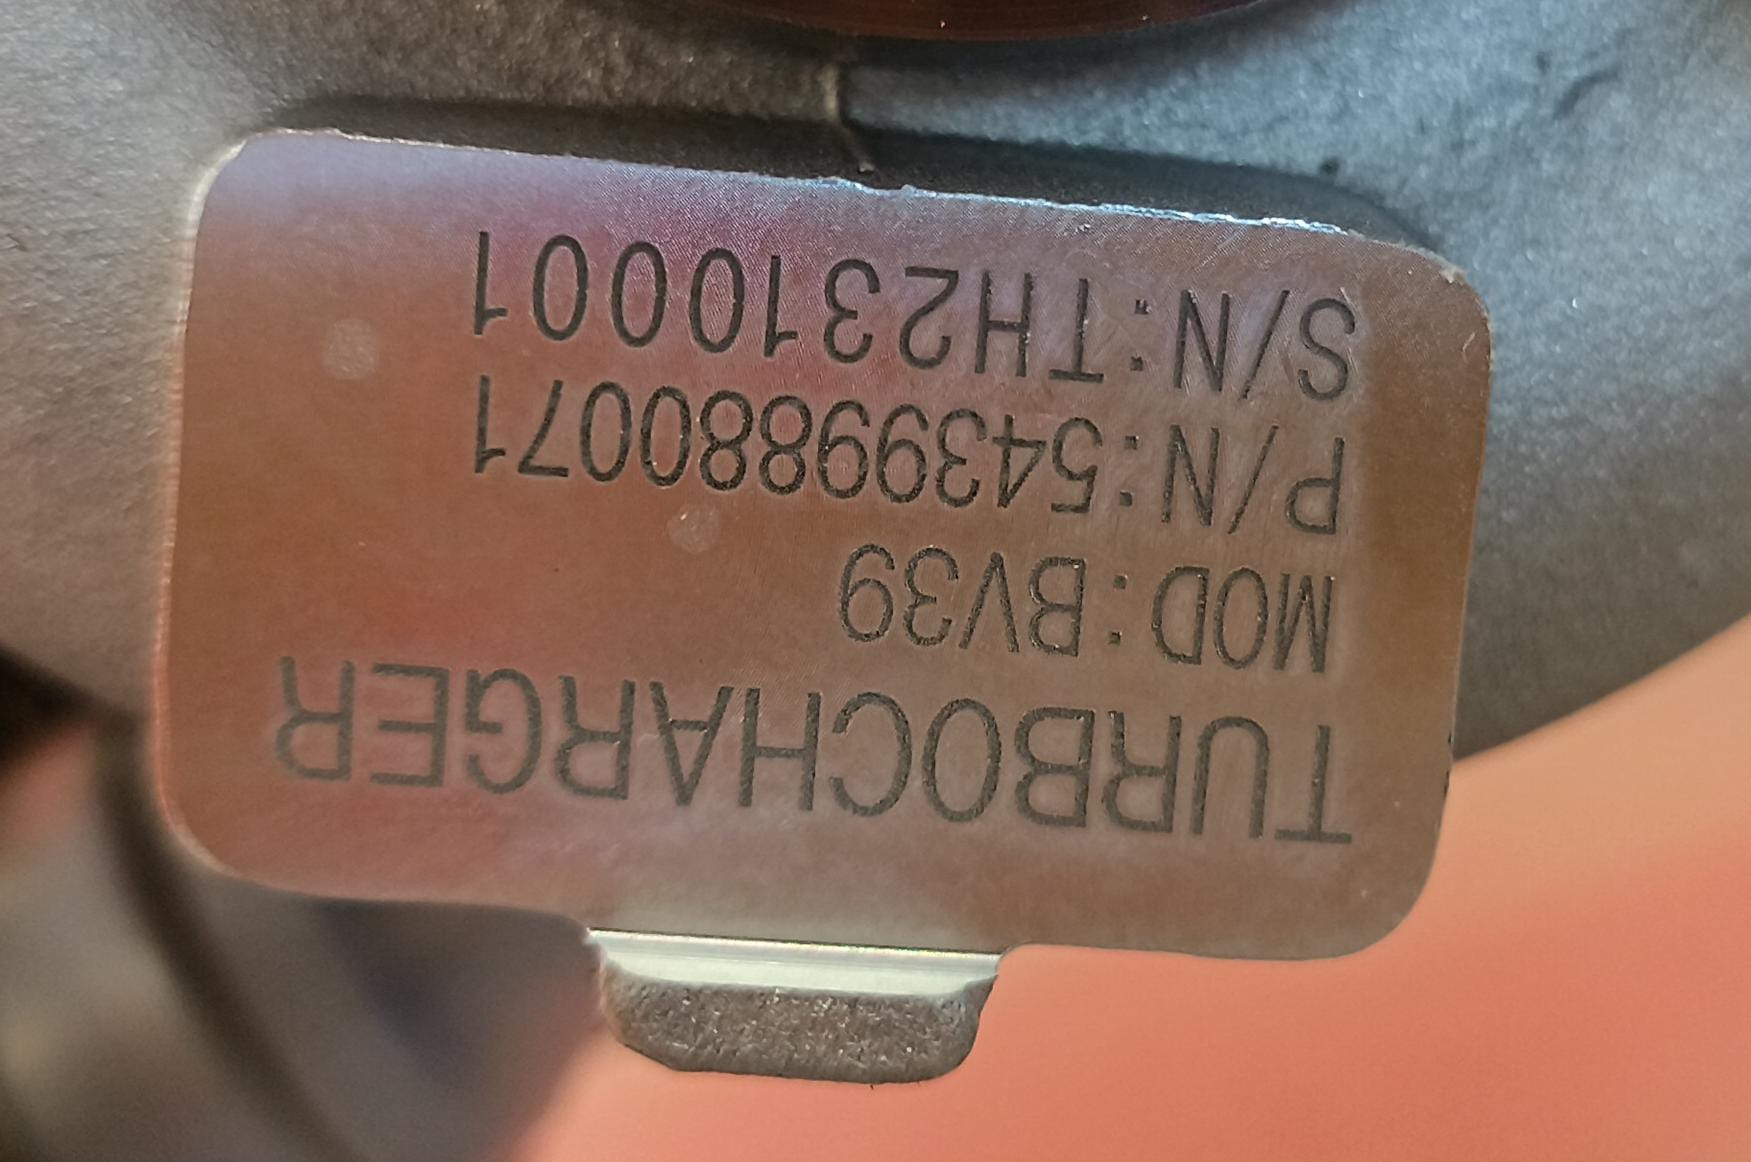 TURBOCHARGER
MOD:BV39
P/N:54399880071
S/N:TH2310001